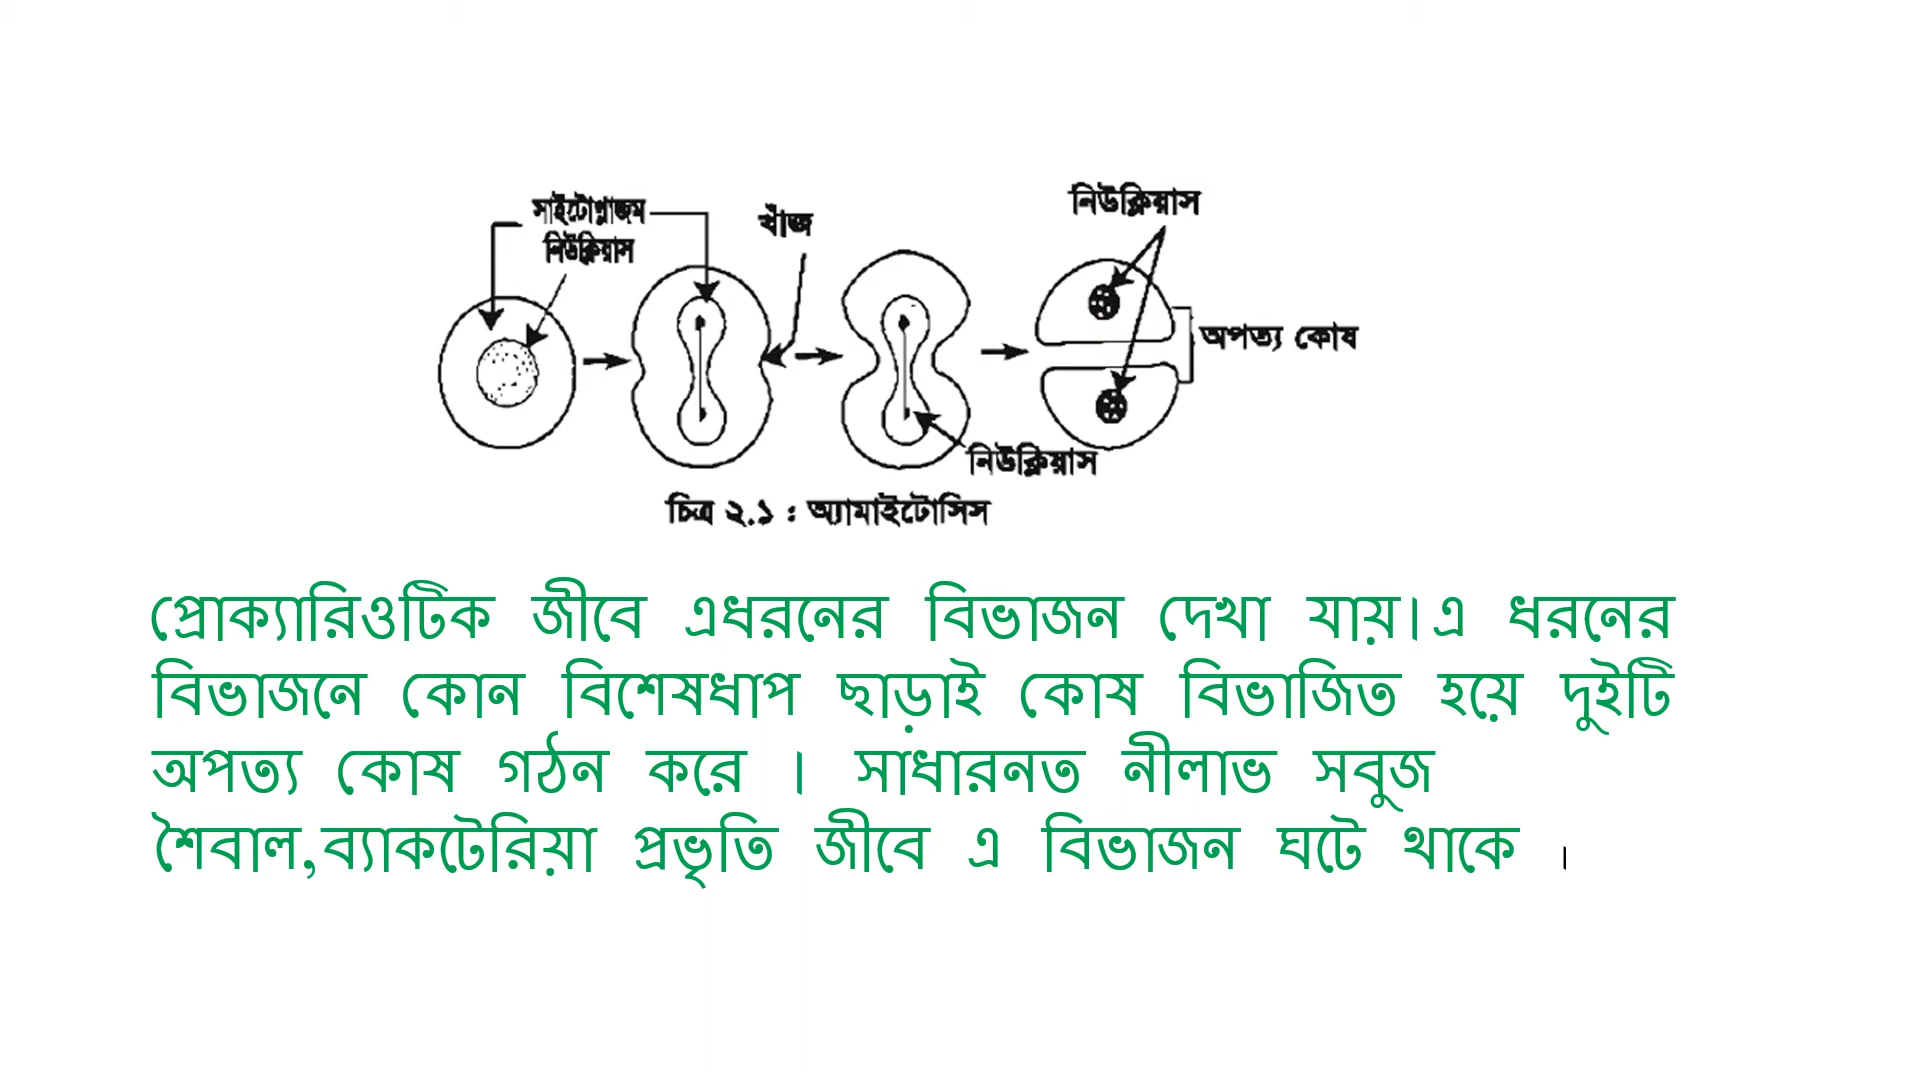 সাইটোপ্লাজম
নিউক্লিয়াস
খাঁজ
নিউক্লিয়াস
অপত্য কোষ
নিউক্লিয়াস
চিত্র ২.১ : অ্যামাইটোসিস
প্রোক্যারিওটিক জীবে এধরনের বিভাজন দেখা যায়।এ ধরনের
বিভাজনে কোন বিশেষধাপ ছাড়াই কোষ বিভাজিত হয়ে দুইটি
অপত্য কোষ গঠন করে । সাধারনত নীলাভ সবুজ
শৈবাল,ব্যাকটেরিয়া প্রভৃতি জীবে এ বিভাজন ঘটে থাকে ।